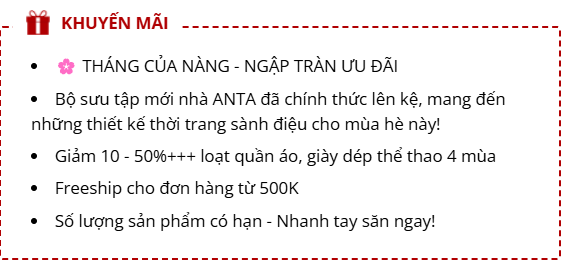 KHUYẾN MÃI
• 🌸 THÁNG CỦA NÀNG - NGẬP TRÀN ƯU ĐÃI
• Bộ sưu tập mới nhà ANTA đã chính thức lên kệ, mang đến
những thiết kế thời trang sành điệu cho mùa hè này!
• Giảm 10 - 50%+++ loạt quần áo, giày dép thể thao 4 mùa
• Freeship cho đơn hàng từ 500K
• Số lượng sản phẩm có hạn - Nhanh tay săn ngay!